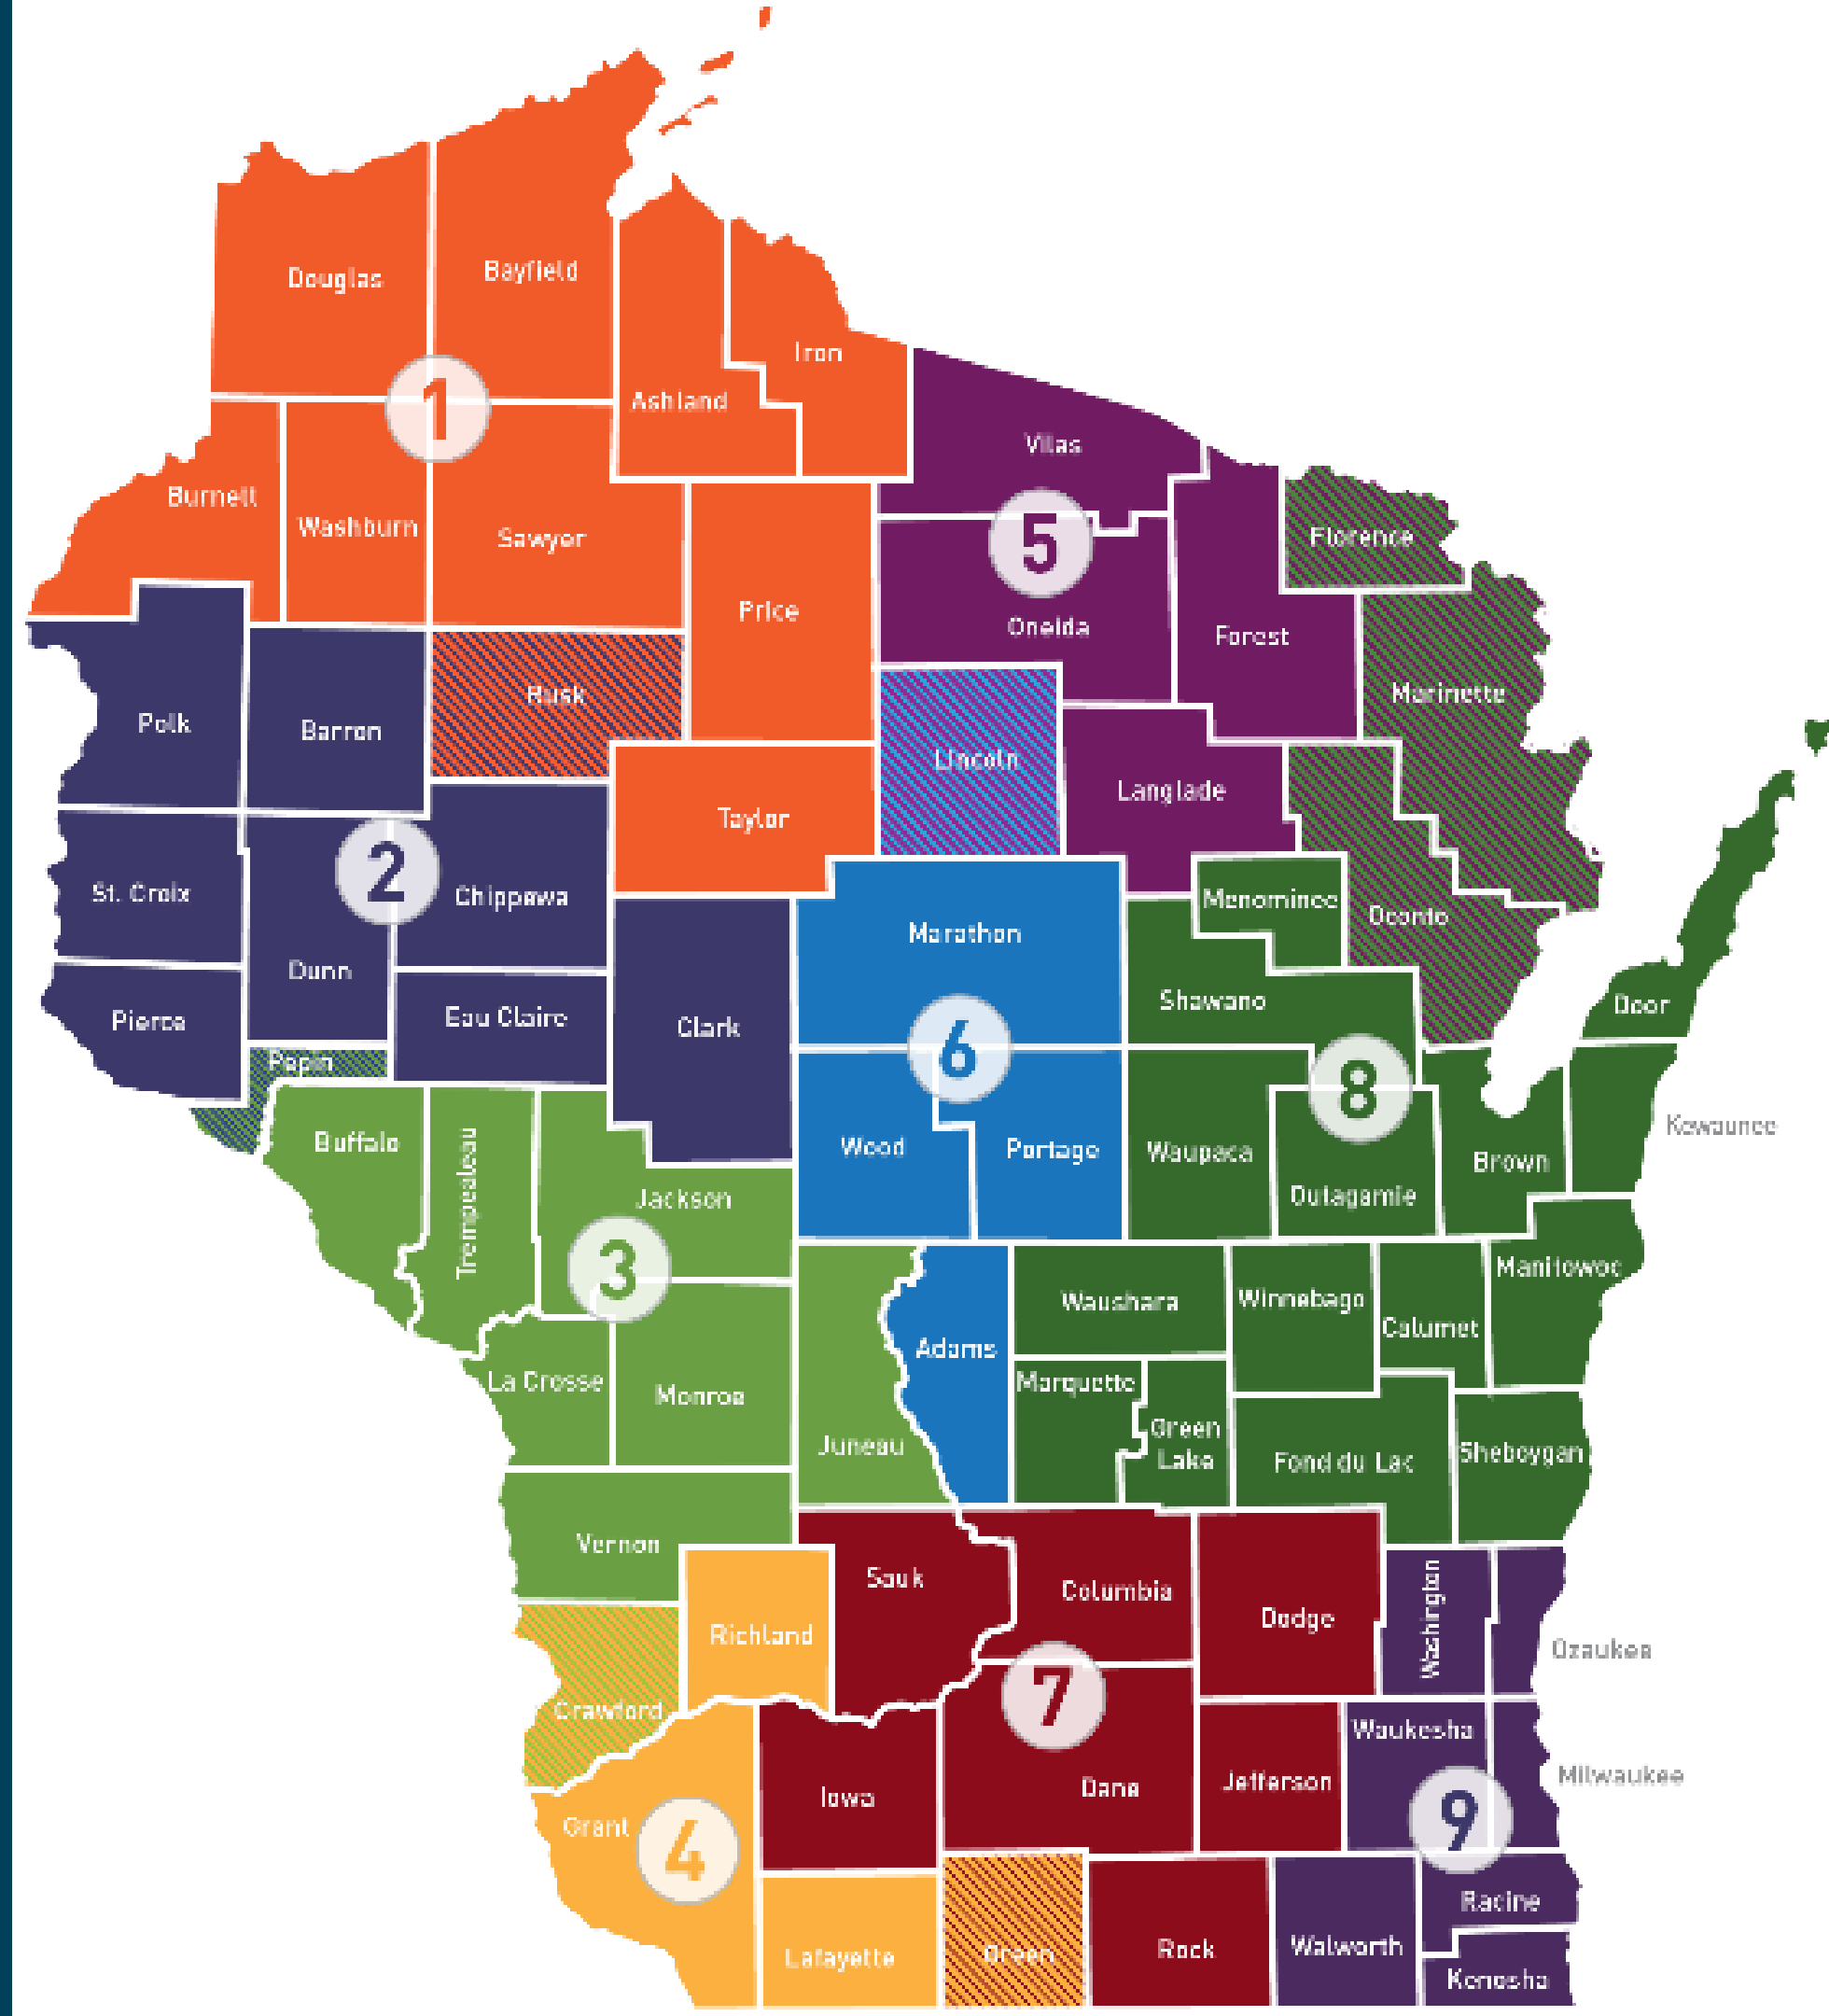 Douglas
Bayfield
Iron
1
Ashland
Vilas
Burnett
Washburn
Sawyer
5
Florence
Price
Oneida
Forest
Rusk
Marinette
Polk
Barron
Lincoln
Langlade
Taylor
2
St. Croix
Chippewa
Menominee
Oconto
Marathon
Dunn
Shawano
Door
Pierce
Eau Claire
Clark
6
Pepin
8
Kewaunee
Buffalo
Wood
Portage
Waupaca
Brown
Trempealeau
Jackson
Outagamie
3
Manitowoc
Waushara
Winnebago
Calumet
Adams
La Crosse
Monroe
Marquette
Juneau
Green
Lake
Fond du Lac
Sheboygan
Vernon
Sauk
Columbia
Dodge
Washington
Richland
Ozaukee
7
Crawford
Waukesha
Iowa
Dane
Jefferson
Milwaukee
Grant
4
9
Racine
Lafayette
Green
Rock
Walworth
Kenosha